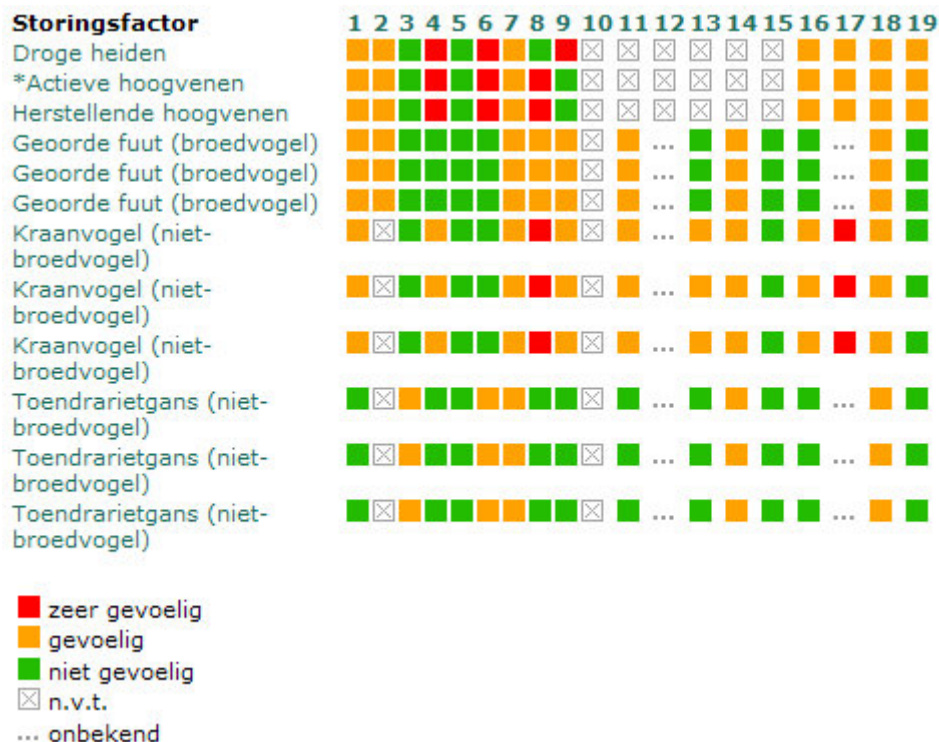 Storingsfactor 1 2 3 4 5 6 7 8 9 10 11 12 13 14 15 16 17 18 19
Droge heiden
*Actieve hoogvenen
Herstellende hoogvenen
Geoorde fuut (broedvogel) ... ...
Geoorde fuut (broedvogel) ... ...
Geoorde fuut (broedvogel) ... ...
Kraanvogel (niet- ...
broedvogel)
Kraanvogel (niet- ...
broedvogel)
Kraanvogel (niet- ...
broedvogel)
Toendrarietgans (niet- ... ...
broedvogel)
Toendrarietgans (niet- ... ...
broedvogel)
Toendrarietgans (niet- ... ...
broedvogel)
zeer gevoelig
gevoelig
niet gevoelig
n.v.t.
... onbekend